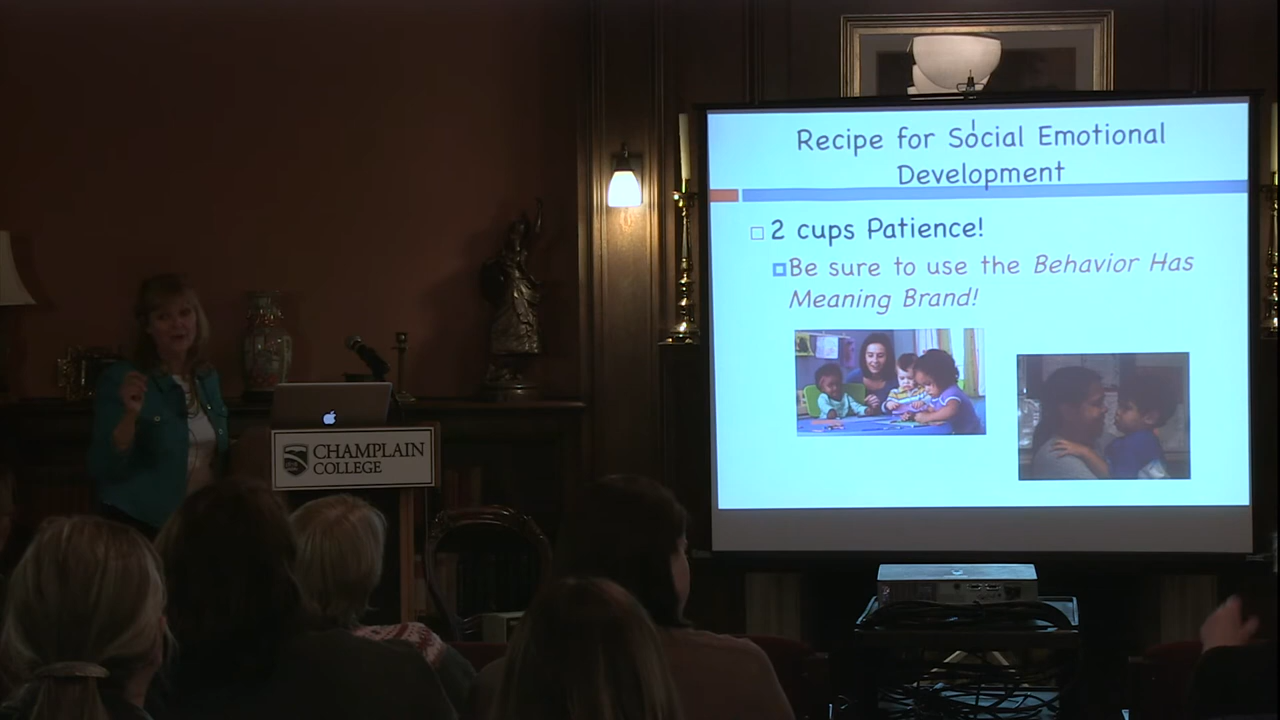 Recipe for Social Emotional
Development
2 cups Patience!
Be sure to use the Behavior Has
Meaning Brand!
CHAMPLAIN
COLLEGE